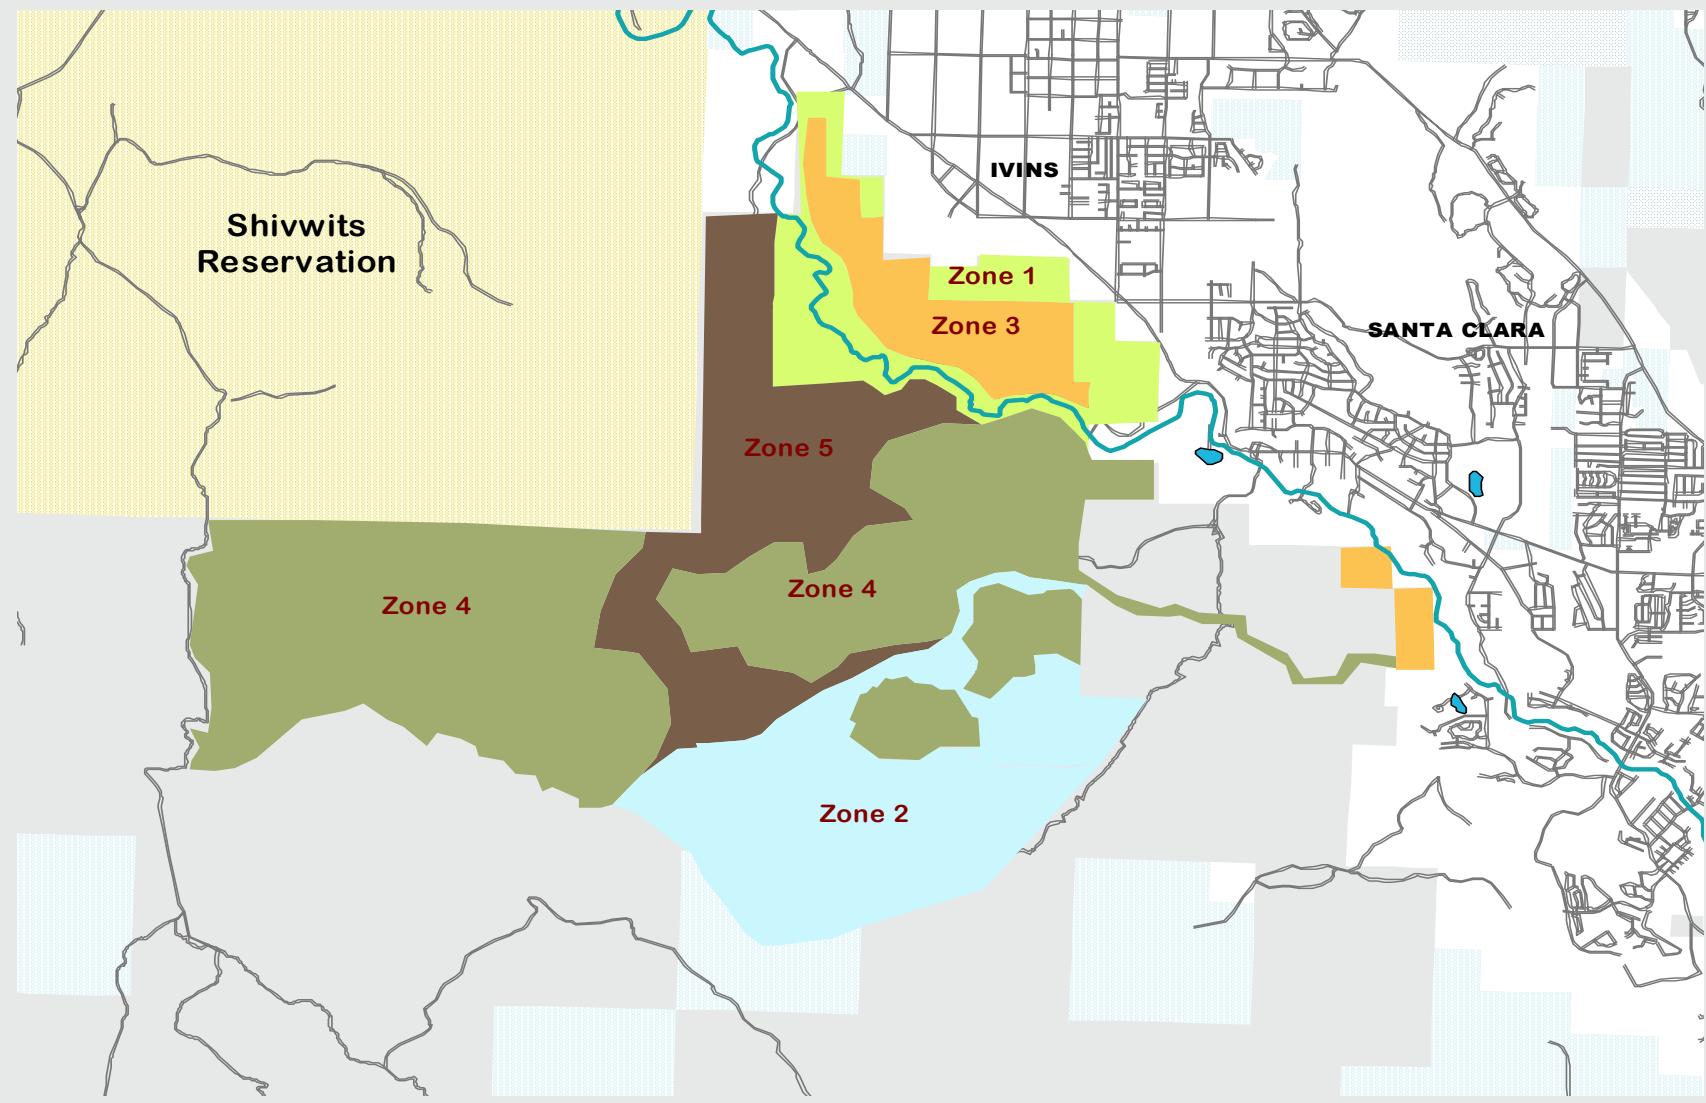 IVINS
Shivwits
Reservation
Zone 1
Zone 3
SANTA CLARA
Zone 5
Zone 4
Zone 4
Zone 2